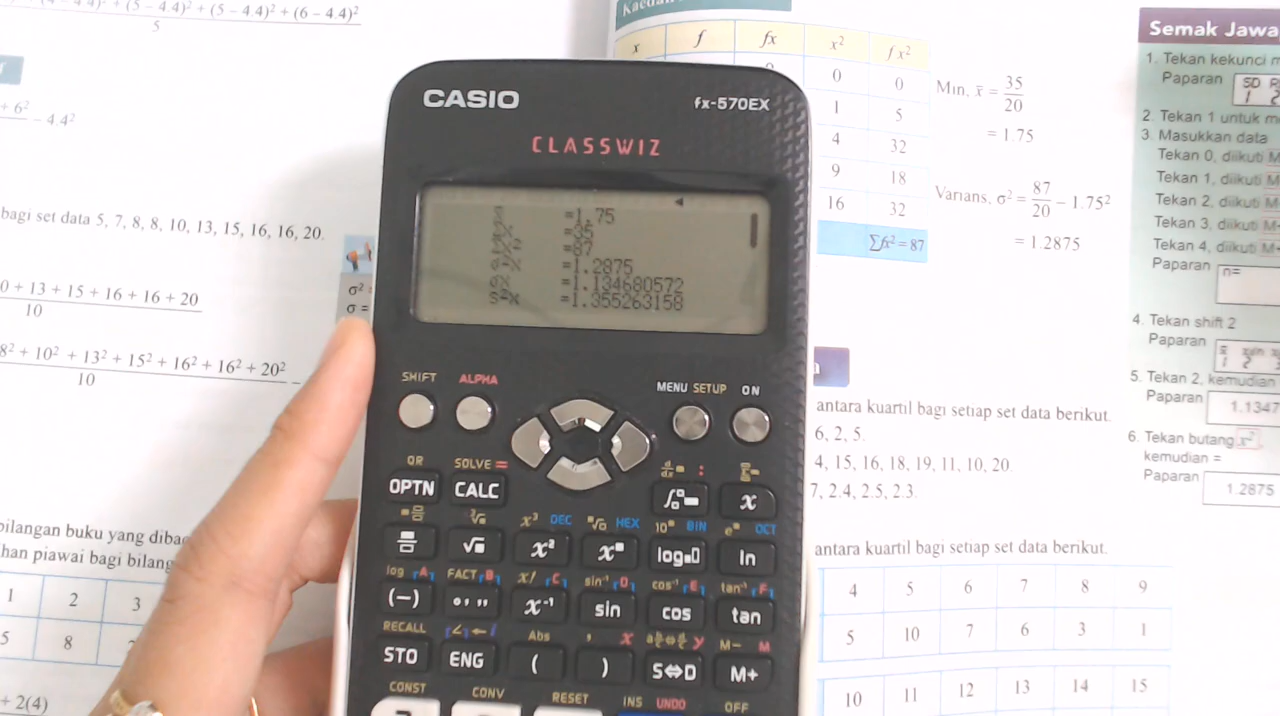 (5 − 4.4)² + (5 − 4.4)² + (6 − 4.4)²
5
+ 6²
− 4.4²
bagi set data 5, 7, 8, 8, 10, 13, 15, 16, 16, 20.
0 + 13 + 15 + 16 + 16 + 20
10
8² + 10² + 13² + 15² + 16² + 16² + 20²
10
σ²
σ =
1 2 3
5 8
+ 2(4)
x f fx x² fx²
0 0
1 5
4 32
9 18
16 32
∑fx² = 87
Min, x̄ = 35
20
= 1.75
Varians, σ² = 87/20 − 1.75²
= 1.2875
Semak Jawa
1. Tekan kekunci m
Paparan
2. Tekan 1 untuk m
3. Masukkan data
Tekan 0, diikuti M
Tekan 1, diikuti M
Tekan 2, diikuti M
Tekan 3, diikuti M
Tekan 4, diikuti M
Paparan n=
4. Tekan shift 2
Paparan
5. Tekan 2, kemudian
Paparan 1.1347
6. Tekan butang x²,
kemudian =
Paparan 1.2875
antara kuartil bagi setiap set data berikut.
6, 2, 5.
4, 15, 16, 18, 19, 11, 10, 20.
7, 2.4, 2.5, 2.3.
antara kuartil bagi setiap set data berikut.
4 5 6 7 8 9
5 10 7 6 3 1
10 11 12 13 14 15
CASIO fx-570EX
CLASSWIZ
=1.75
=35
=87
=1.2875
=1.134680572
=1.355263158
SHIFT ALPHA MENU SETUP ON
OR SOLVE =
OPTN CALC x
x³ DEC HEX BIN OCT
√ x² log ln
log A FACT B x! C sin⁻¹ D cos⁻¹ E tan⁻¹ F
(−) x⁻¹ sin cos tan
RECALL Abs , x y M− M
STO ENG ( ) S⇔D M+
CONST CONV RESET INS UNDO OFF